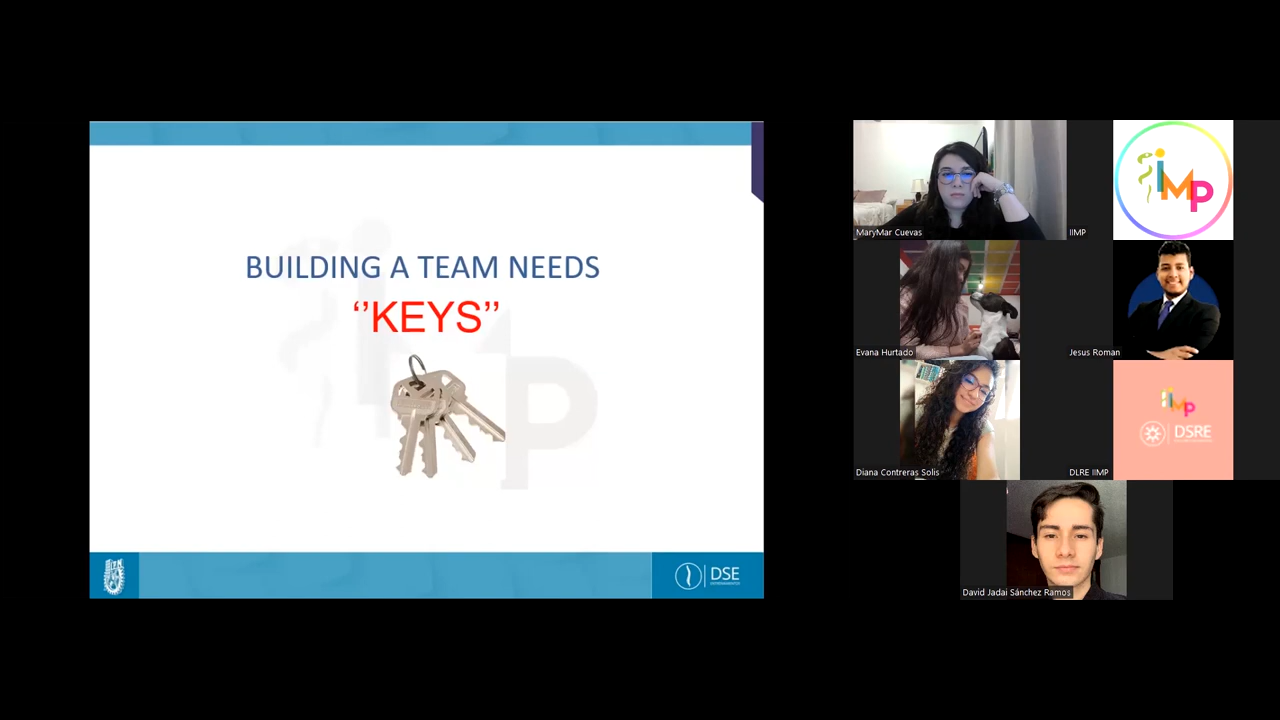 BUILDING A TEAM NEEDS
‘’KEYS’’
iMP
DSE
MaryMar Cuevas
iMP
IIMP
Evana Hurtado
Jesus Roman
Diana Contreras Solis
iMP
DSRE
DLRE IIMP
David Jadai Sánchez Ramos